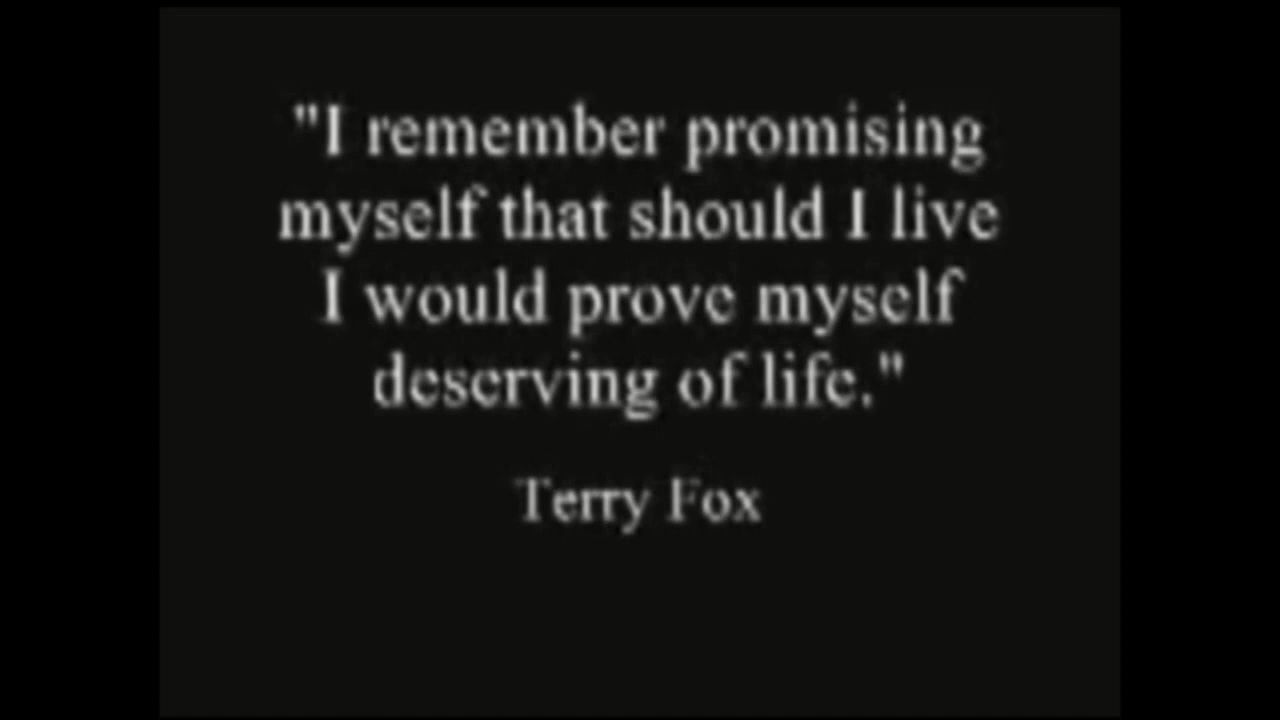 "I remember promising
myself that should I live
I would prove myself
deserving of life."
Terry Fox